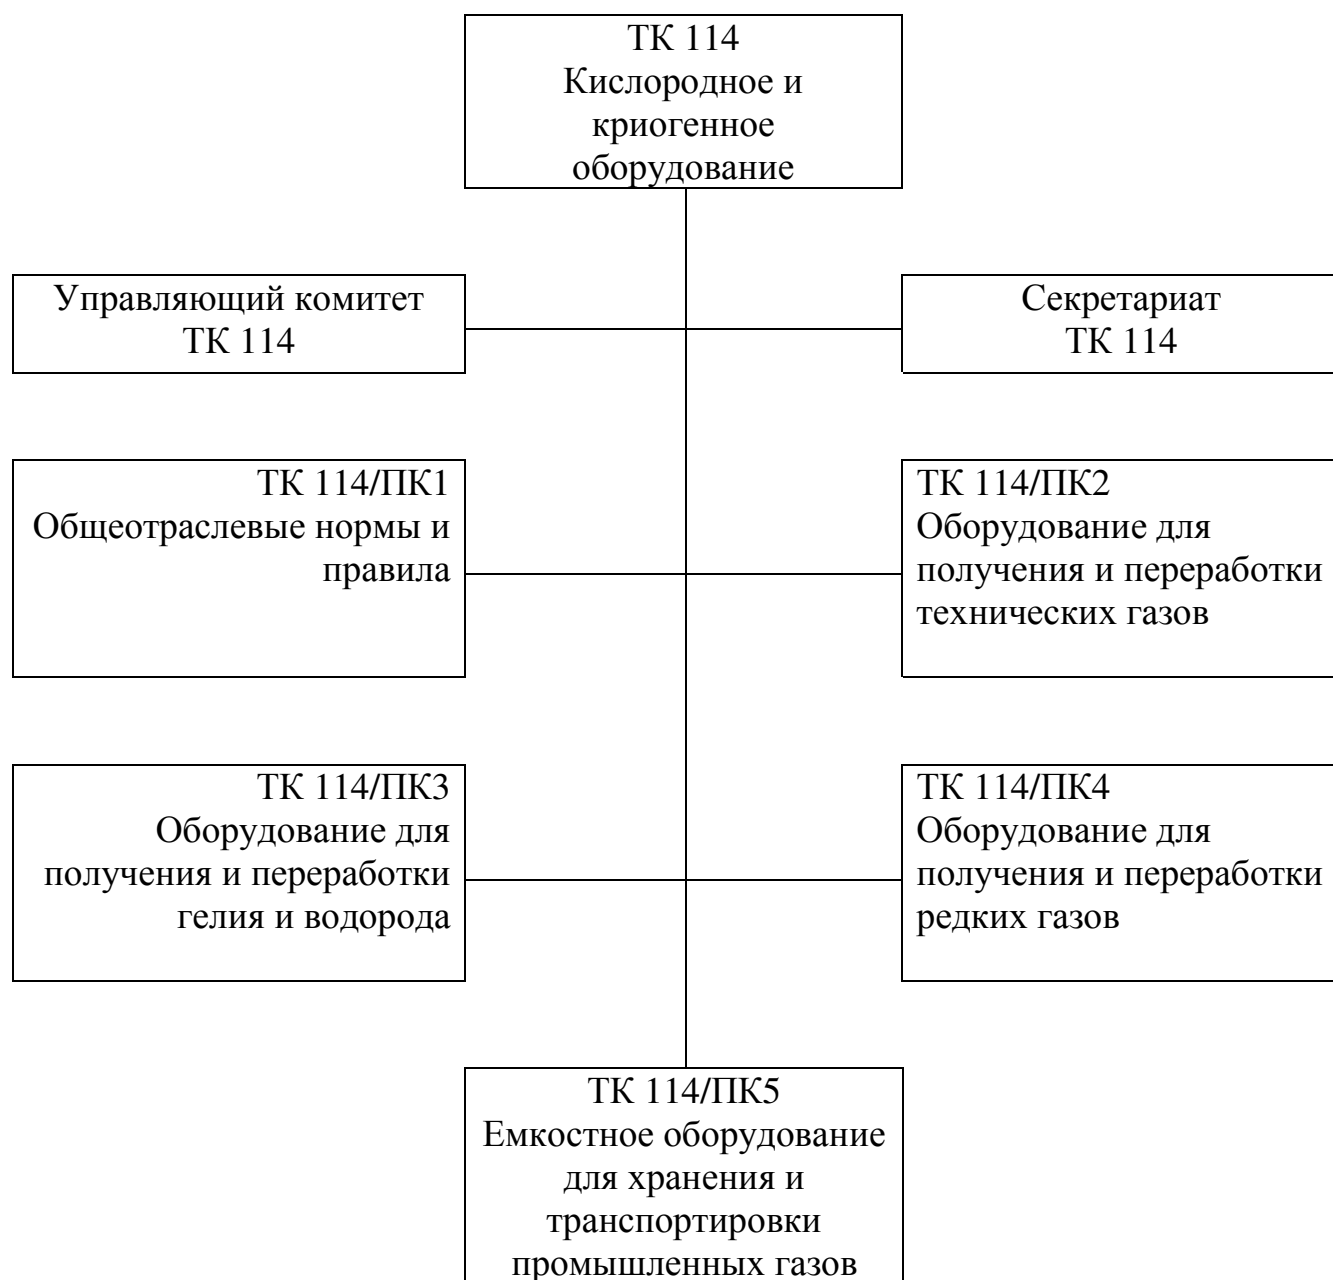 ТК 114
Кислородное и
криогенное
оборудование
Управляющий комитет
ТК 114
Секретариат
ТК 114
ТК 114/ПК1
Общеотраслевые нормы и
правила
ТК 114/ПК2
Оборудование для
получения и переработки
технических газов
ТК 114/ПК3
Оборудование для
получения и переработки
гелия и водорода
ТК 114/ПК4
Оборудование для
получения и переработки
редких газов
ТК 114/ПК5
Емкостное оборудование
для хранения и
транспортировки
промышленных газов